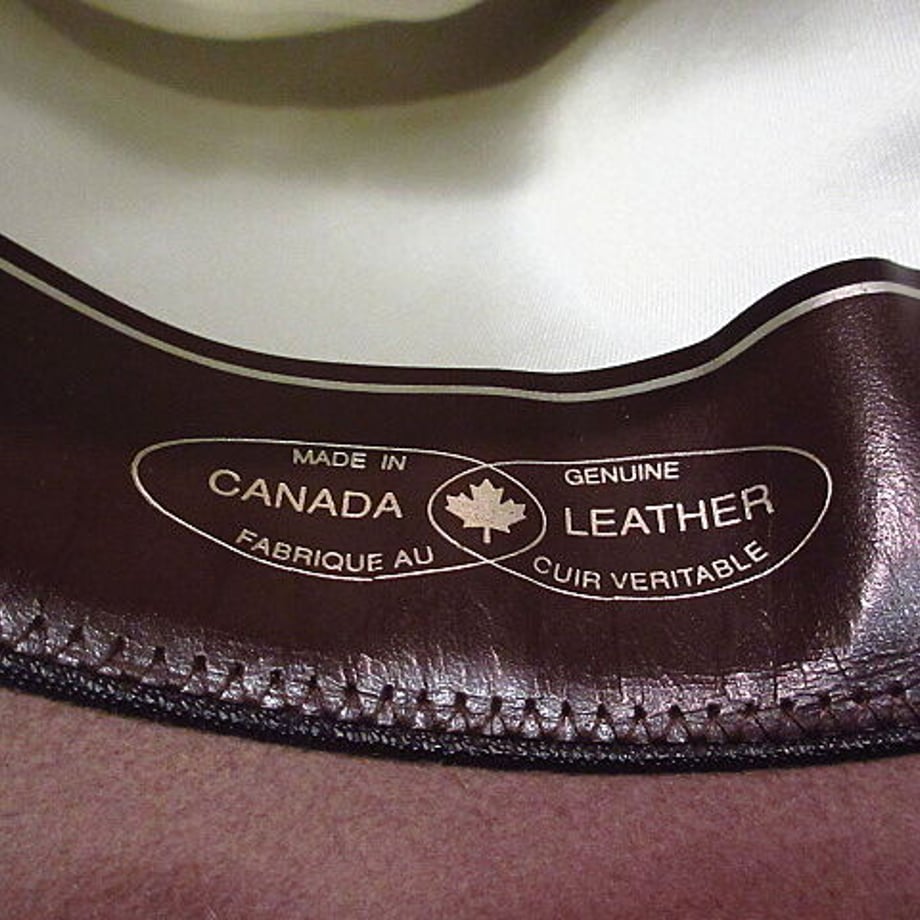 MADE IN
CANADA
FABRIQUE AU
GENUINE
LEATHER
CUIR VERITABLE